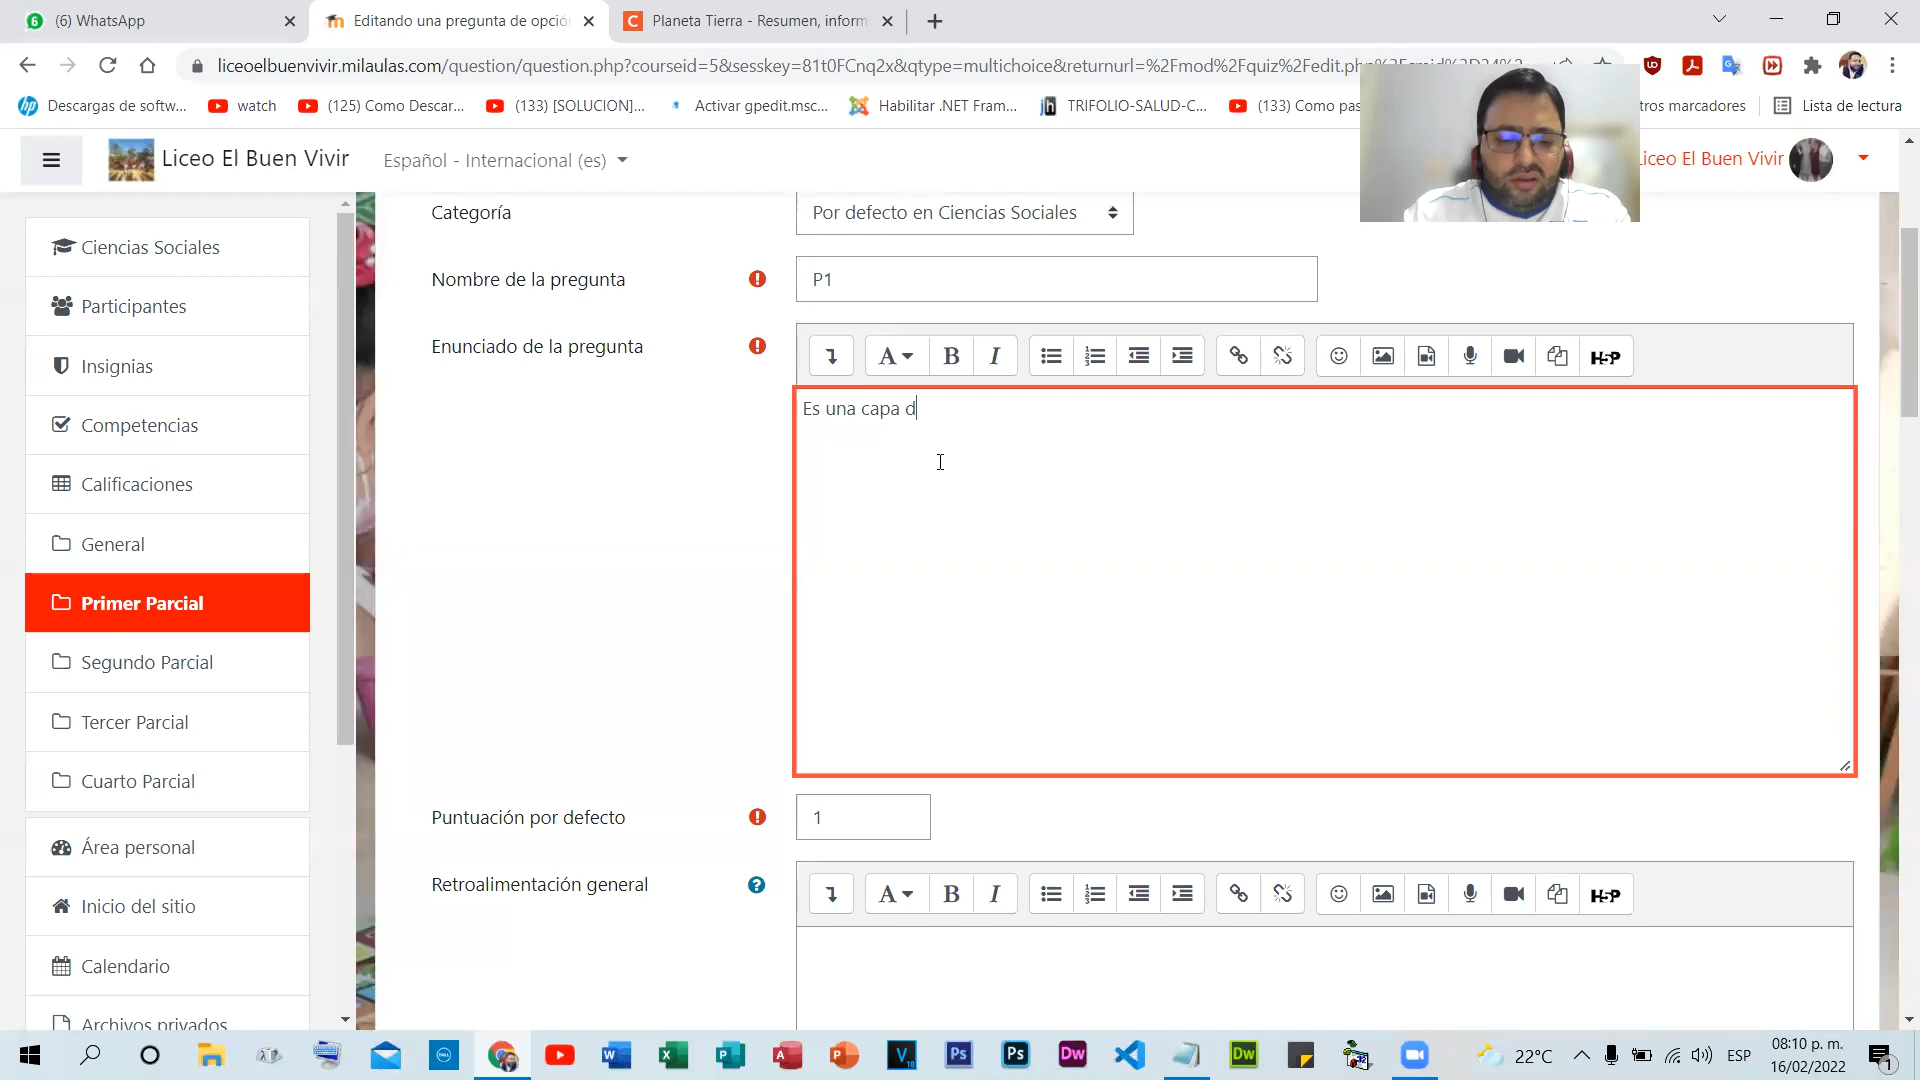 (6) WhatsApp
Editando una pregunta de opció
Planeta Tierra - Resumen, inform
liceoelbuenvivir.milaulas.com/question/question.php?courseid=5&sesskey=81t0FCnq2x&qtype=multichoice&returnurl=%2Fmod%2Fquiz%2Fedit.php
Descargas de softw...
watch
(125) Como Descar...
(133) [SOLUCION]...
Activar gpedit.msc...
Habilitar .NET Fram...
TRIFOLIO-SALUD-C...
(133) Como pas
tros marcadores
Lista de lectura
Liceo El Buen Vivir
Español - Internacional (es)
iceo El Buen Vivir
Ciencias Sociales
Participantes
Insignias
Competencias
Calificaciones
General
Primer Parcial
Segundo Parcial
Tercer Parcial
Cuarto Parcial
Área personal
Inicio del sitio
Calendario
Archivos privados
Categoría
Por defecto en Ciencias Sociales
Nombre de la pregunta
P1
Enunciado de la pregunta
A B I
H5P
Es una capa d
Puntuación por defecto
1
Retroalimentación general
A B I
H5P
22°C
ESP
08:10 p. m.
16/02/2022
1